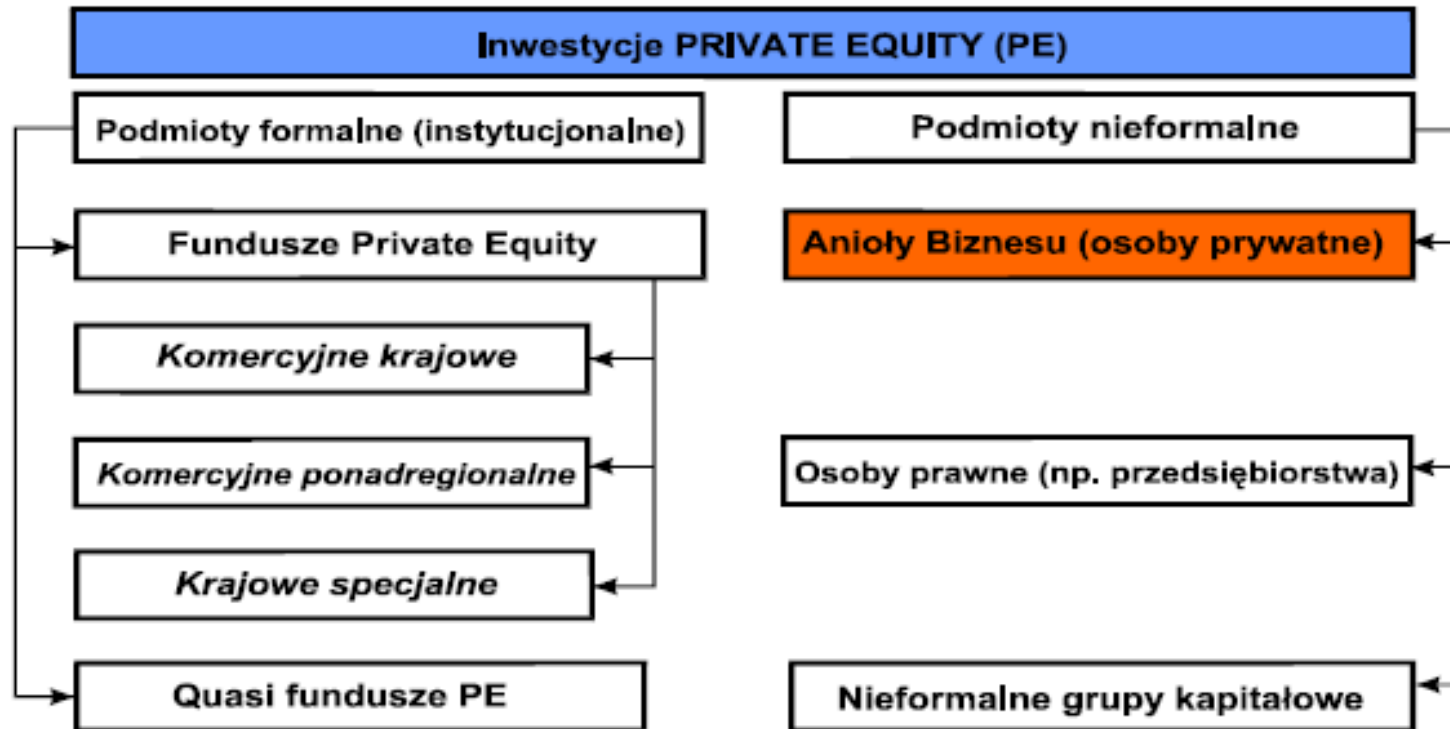 Inwestycje PRIVATE EQUITY (PE)
Podmioty formalne (instytucjonalne)
Podmioty nieformalne
Fundusze Private Equity
Anioły Biznesu (osoby prywatne)
Komercyjne krajowe
Komercyjne ponadregionalne
Osoby prawne (np. przedsiębiorstwa)
Krajowe specjalne
Quasi fundusze PE
Nieformalne grupy kapitałowe